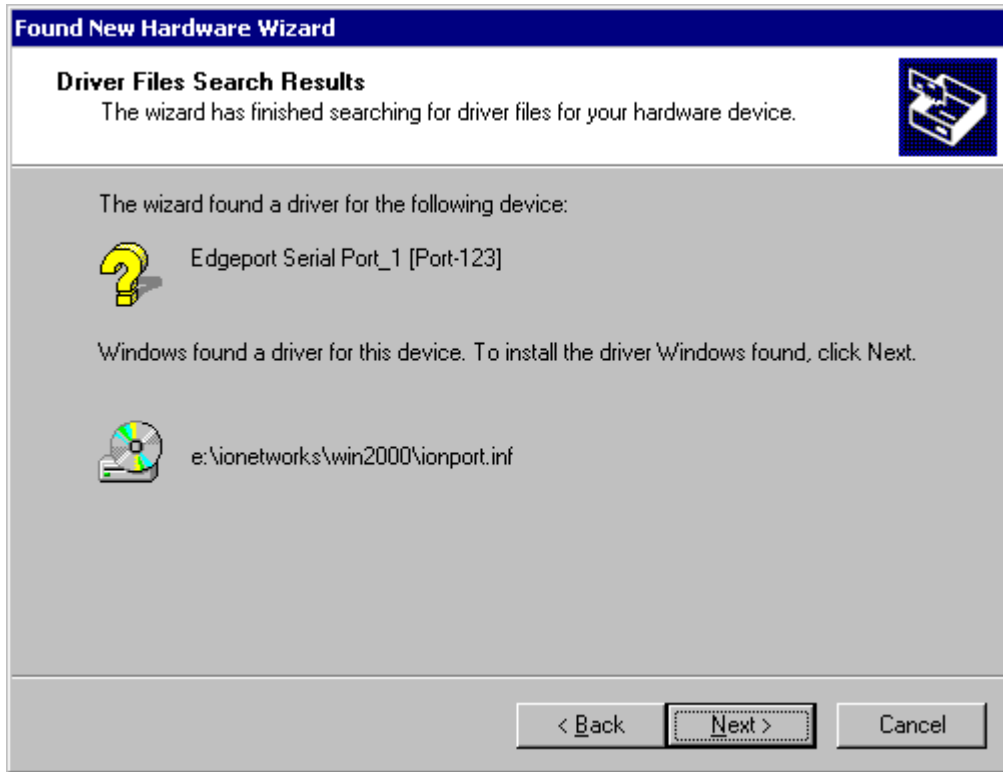 Found New Hardware Wizard
Driver Files Search Results
The wizard has finished searching for driver files for your hardware device.
The wizard found a driver for the following device:
Edgeport Serial Port_1 [Port-123]
Windows found a driver for this device. To install the driver Windows found, click Next.
e:\ionetworks\win2000\ionport.inf
< Back Next > Cancel